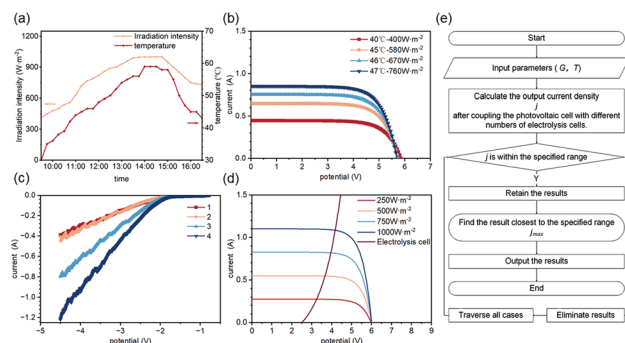 (a)
Irradiation intensity
temperature
Irradiation intensity (W·m⁻²)
1200
900
600
300
0
temperature (℃)
70
60
50
40
30
10:00 11:00 12:00 13:00 14:00 15:00 16:00
time
(b)
40℃-400W·m⁻²
45℃-580W·m⁻²
46℃-670W·m⁻²
47℃-760W·m⁻²
current (A)
1.5
1.0
0.5
0.0
0 1 2 3 4 5 6 7
potential (V)
(c)
1
2
3
4
current (A)
0.0
−0.2
−0.4
−0.6
−0.8
−1.0
−1.2
−5 −4 −3 −2 −1
potential (V)
(d)
250W·m⁻²
500W·m⁻²
750W·m⁻²
1000W·m⁻²
Electrolysis cell
current (A)
1.5
1.0
0.5
0.0
0 1 2 3 4 5 6 7 8 9
potential (V)
(e)
Start
Input parameters ( G, T)
Calculate the output current density
j
after coupling the photovoltaic cell with different
numbers of electrolysis cells.
j is within the specified range
Y
Retain the results
Find the result closest to the specified range
jmax
Output the results
End
Traverse all cases
Eliminate results